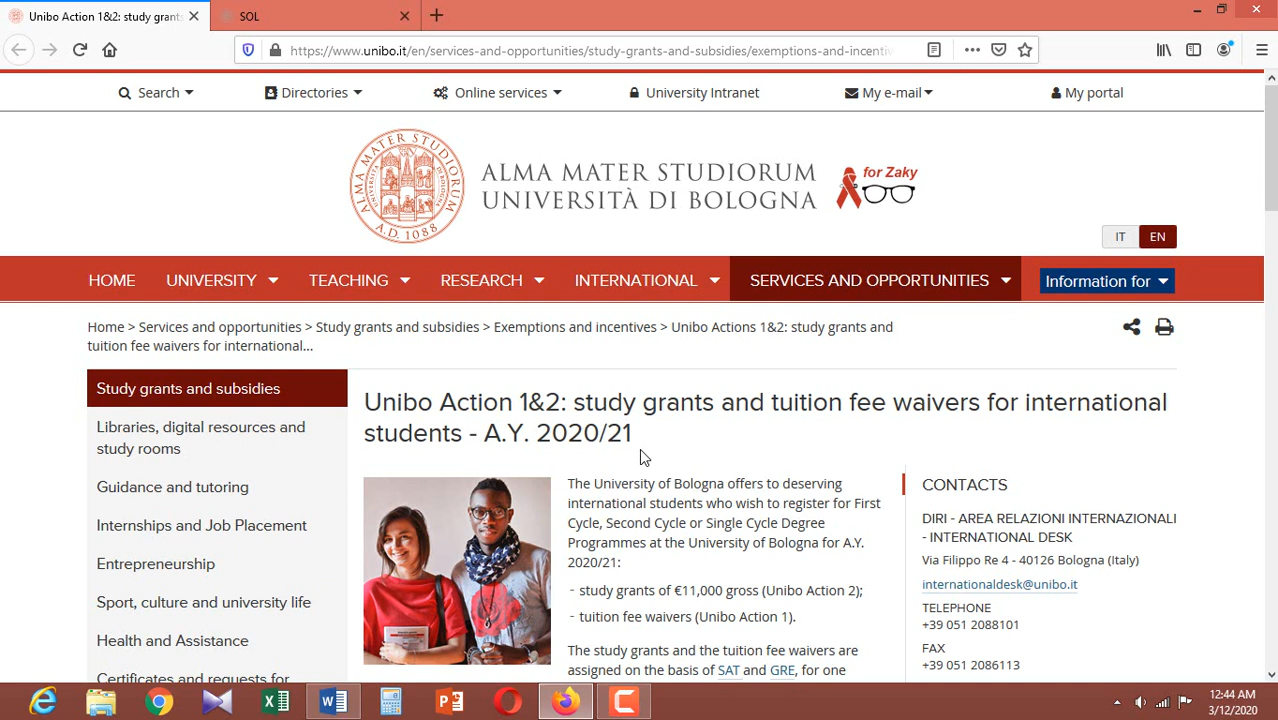 Unibo Action 1&2: study grants
SOL
https://www.unibo.it/en/services-and-opportunities/study-grants-and-subsidies/exemptions-and-incenti
Search
Directories
Online services
University Intranet
My e-mail
My portal
ALMA MATER STUDIORUM
A.D. 1088
ALMA MATER STUDIORUM
UNIVERSITÀ DI BOLOGNA
for Zaky
IT
EN
HOME
UNIVERSITY
TEACHING
RESEARCH
INTERNATIONAL
SERVICES AND OPPORTUNITIES
Information for
Home > Services and opportunities > Study grants and subsidies > Exemptions and incentives > Unibo Actions 1&2: study grants and
tuition fee waivers for international...
Study grants and subsidies
Libraries, digital resources and
study rooms
Guidance and tutoring
Internships and Job Placement
Entrepreneurship
Sport, culture and university life
Health and Assistance
Certificates and requests for
Unibo Action 1&2: study grants and tuition fee waivers for international
students - A.Y. 2020/21
The University of Bologna offers to deserving
international students who wish to register for First
Cycle, Second Cycle or Single Cycle Degree
Programmes at the University of Bologna for A.Y.
2020/21:
- study grants of €11,000 gross (Unibo Action 2);
- tuition fee waivers (Unibo Action 1).
The study grants and the tuition fee waivers are
assigned on the basis of SAT and GRE, for one
CONTACTS
DIRI - AREA RELAZIONI INTERNAZIONALI
- INTERNATIONAL DESK
Via Filippo Re 4 - 40126 Bologna (Italy)
internationaldesk@unibo.it
TELEPHONE
+39 051 2088101
FAX
+39 051 2086113
12:44 AM
3/12/2020